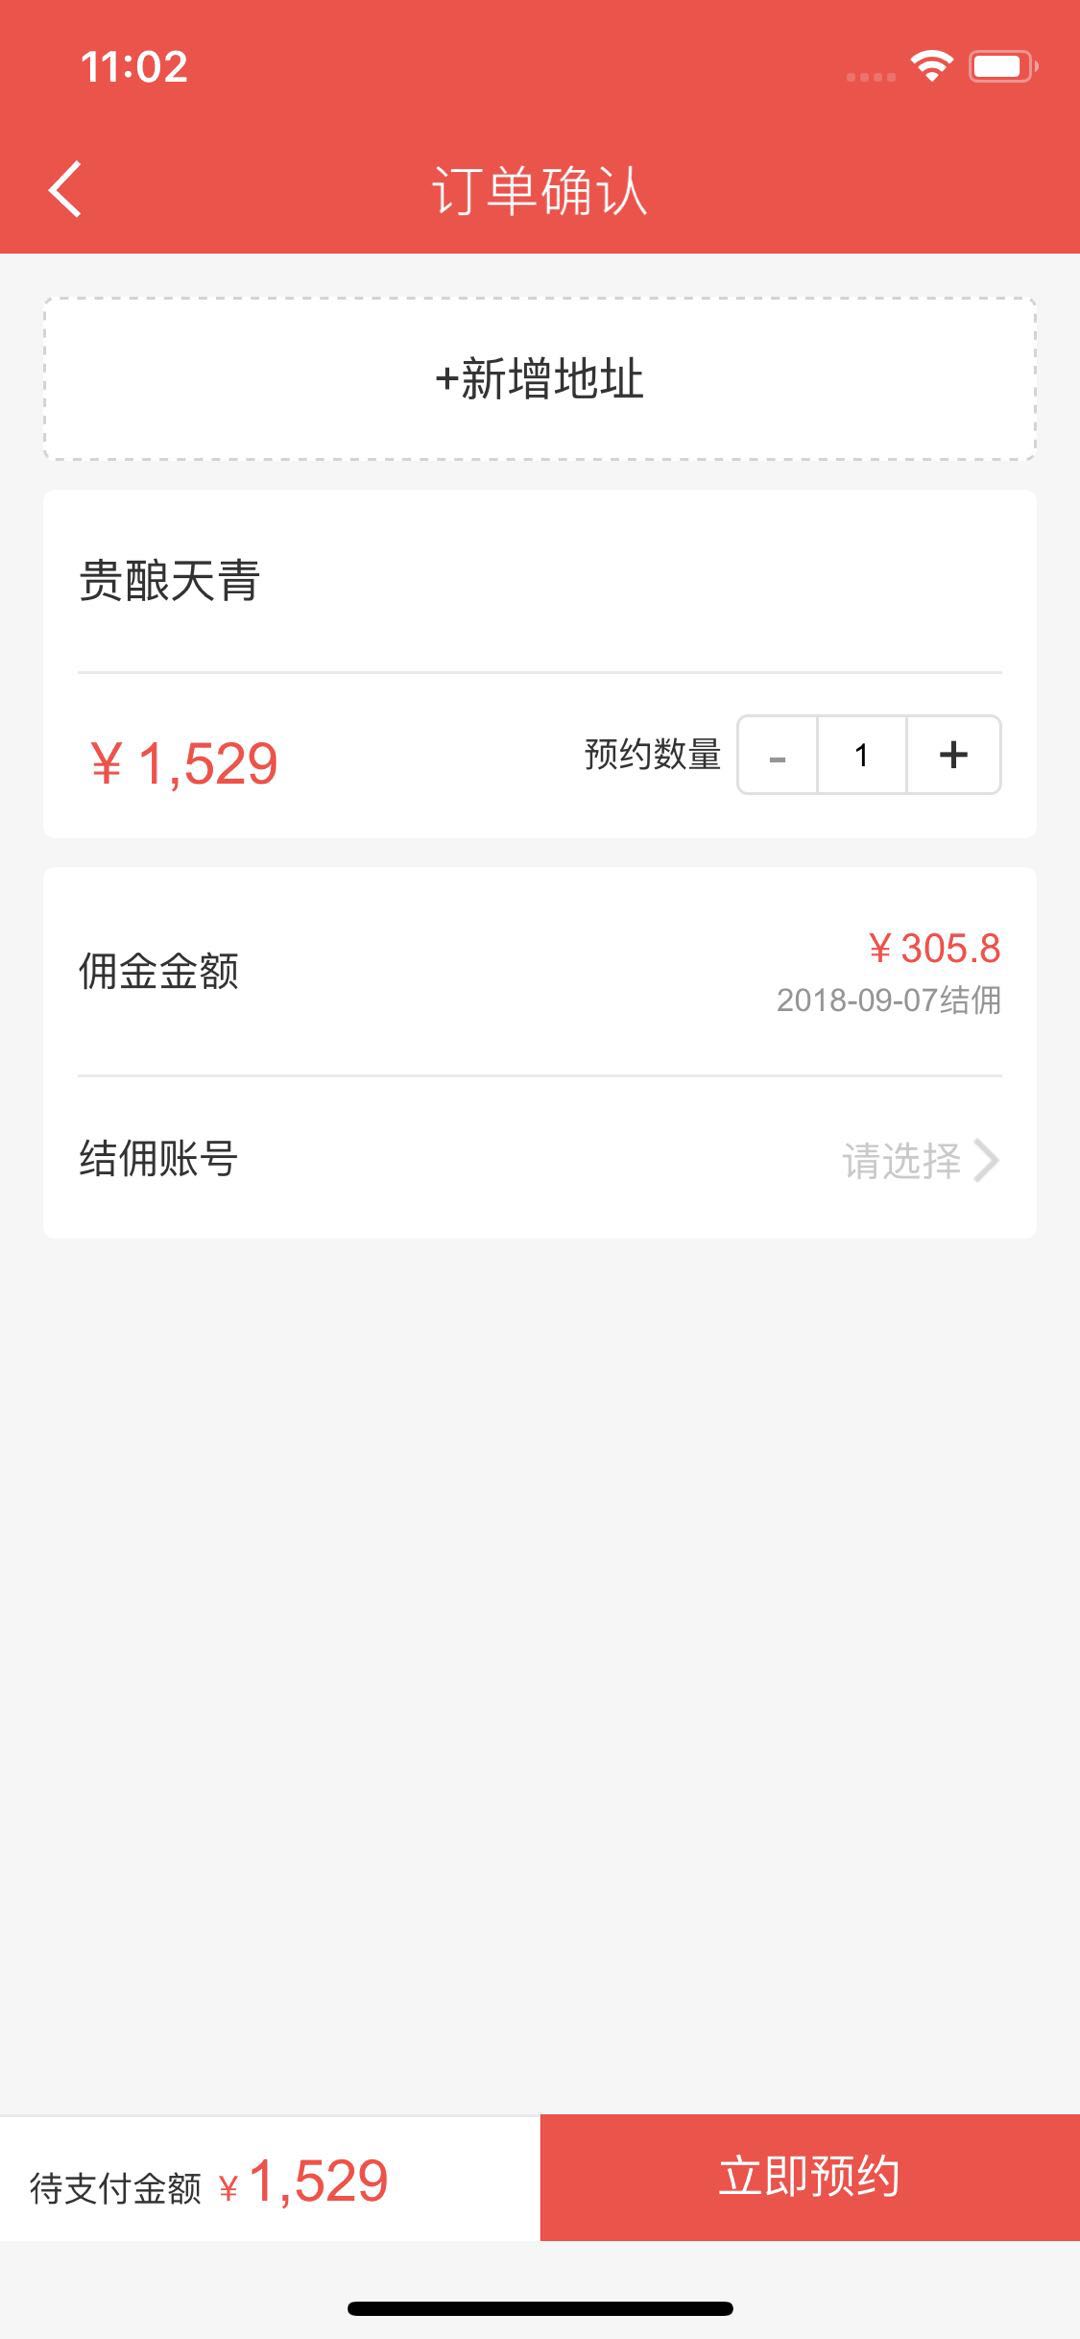 11:02
订单确认
+新增地址
贵酿天青
¥ 1,529
预约数量 - 1 +
佣金金额
¥ 305.8
2018-09-07结佣
结佣账号
请选择
待支付金额 ¥ 1,529
立即预约